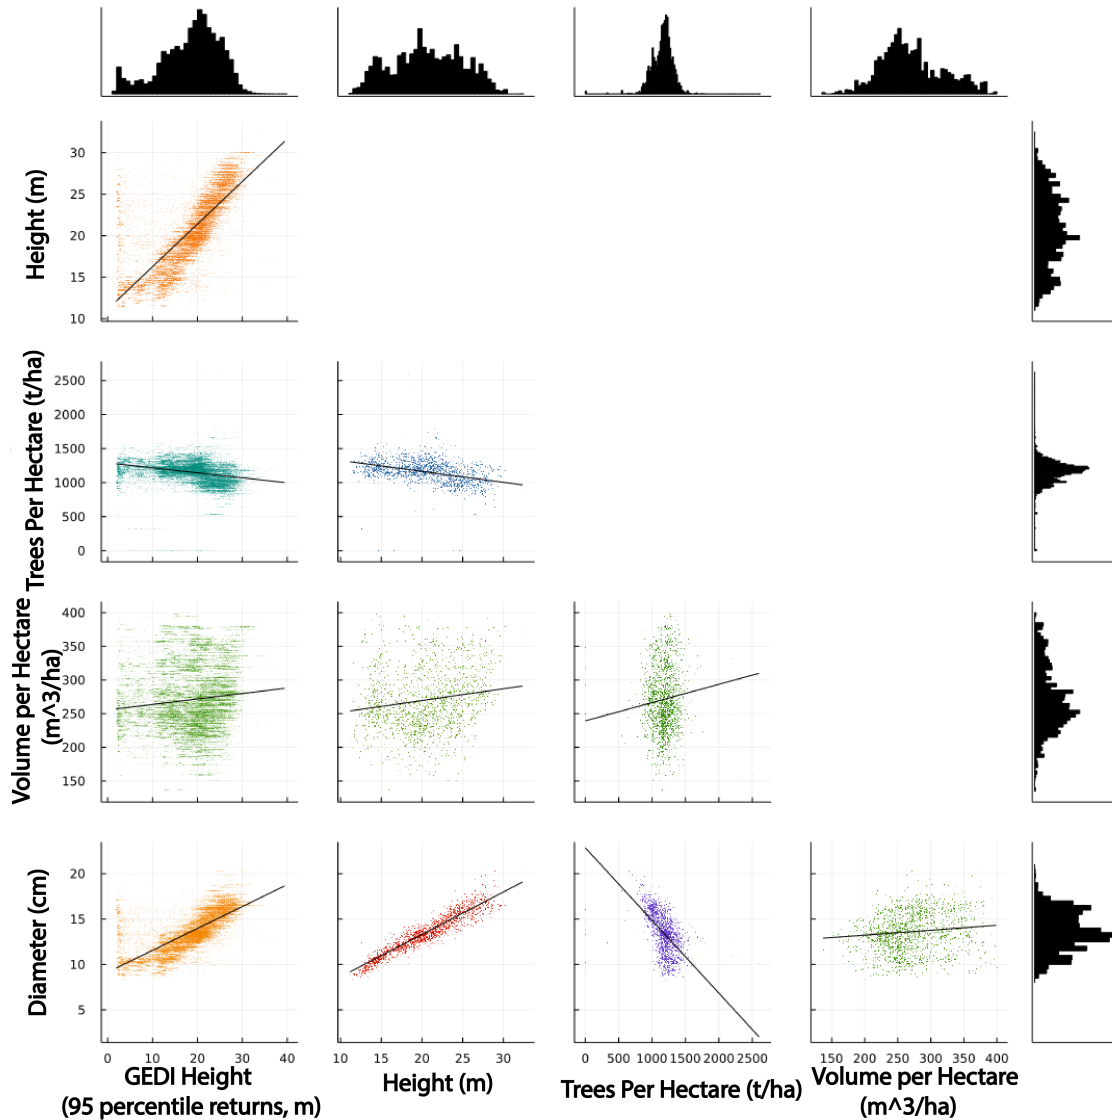 Height (m)
30
25
20
15
10
Trees Per Hectare (t/ha)
2500
2000
1500
1000
500
0
Volume per Hectare
(m^3/ha)
400
350
300
250
200
150
Diameter (cm)
20
15
10
5
0 10 20 30 40
10 15 20 25 30
0 500 1000 1500 2000 2500
150 200 250 300 350 400
GEDI Height
(95 percentile returns, m)
Height (m)
Trees Per Hectare (t/ha)
Volume per Hectare
(m^3/ha)